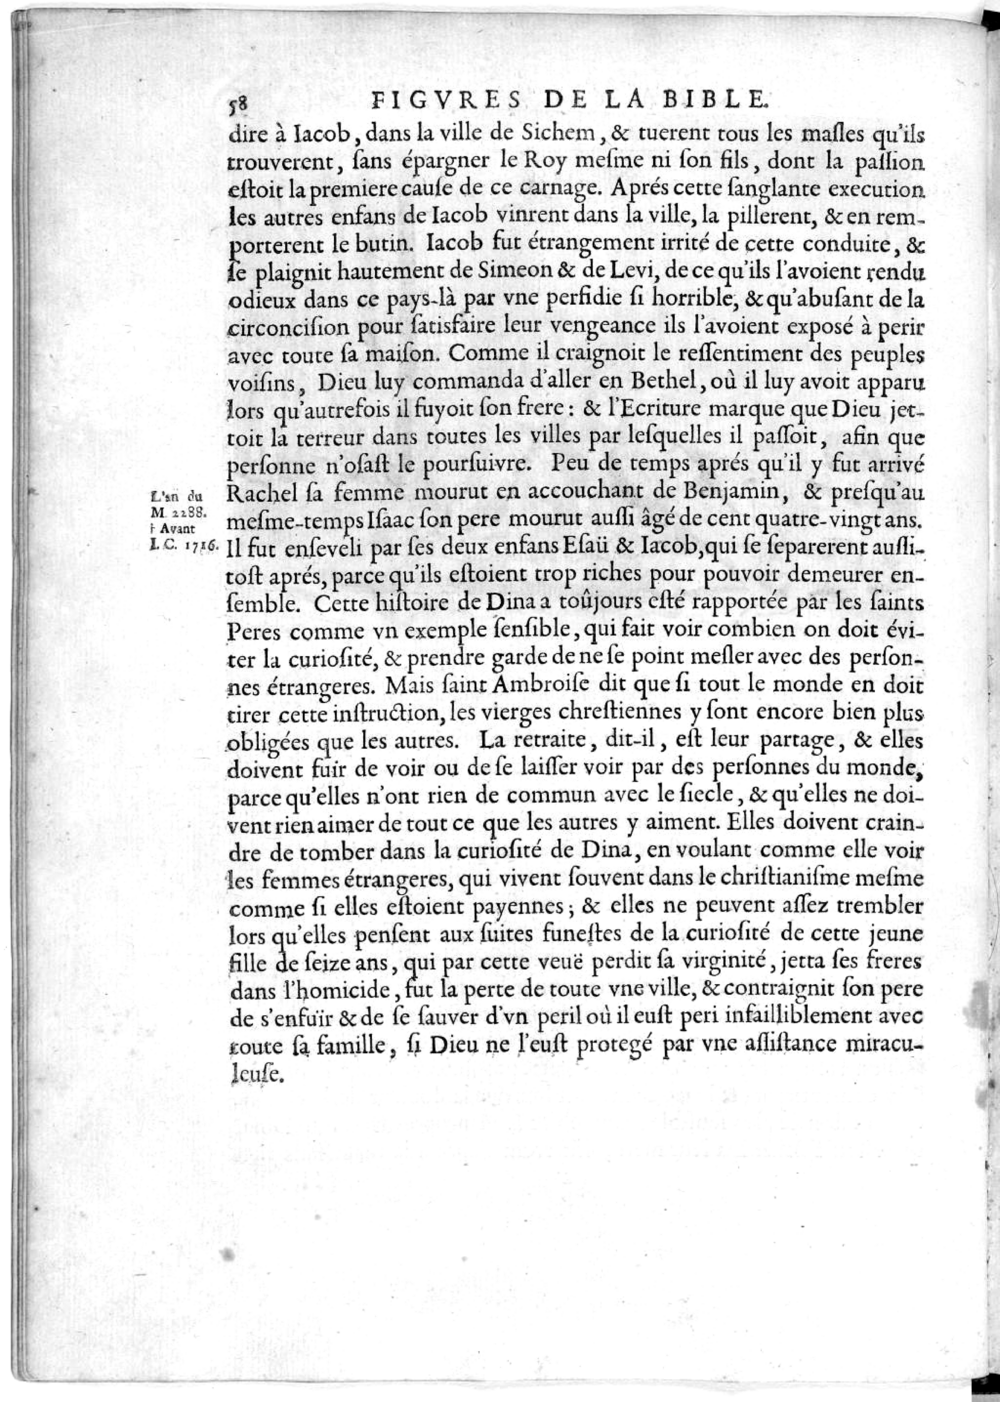 58 FIGVRES DE LA BIBLE.
dire à Iacob, dans la ville de Sichem, & tuerent tous les maſles qu'ils
trouverent, ſans épargner le Roy meſme ni ſon fils, dont la paſſion
eſtoit la premiere cauſe de ce carnage. Aprés cette ſanglante execution
les autres enfans de Iacob vinrent dans la ville, la pillerent, & en rem-
porterent le butin. Iacob fut étrangement irrité de cette conduite, &
ſe plaignit hautement de Simeon & de Levi, de ce qu'ils l'avoient rendu
odieux dans ce pays-là par vne perfidie ſi horrible, & qu'abuſant de la
circonciſion pour ſatisfaire leur vengeance ils l'avoient exposé à perir
avec toute ſa maiſon. Comme il craignoit le reſſentiment des peuples
voiſins, Dieu luy commanda d'aller en Bethel, où il luy avoit apparu
lors qu'autrefois il fuyoit ſon frere: & l'Ecriture marque que Dieu jet-
toit la terreur dans toutes les villes par leſquelles il paſſoit, afin que
perſonne n'oſaſt le pourſuivre. Peu de temps aprés qu'il y fut arrivé
Rachel ſa femme mourut en accouchant de Benjamin, & preſqu'au
meſme-temps Iſaac ſon pere mourut auſſi âgé de cent quatre-vingt ans.
Il fut enſeveli par ſes deux enfans Eſaü & Iacob, qui ſe ſeparerent auſſi-
toſt aprés, parce qu'ils eſtoient trop riches pour pouvoir demeurer en-
ſemble. Cette hiſtoire de Dina a toûjours eſté rapportée par les ſaints
Peres comme vn exemple ſenſible, qui fait voir combien on doit évi-
ter la curioſité, & prendre garde de ne ſe point meſler avec des perſon-
nes étrangeres. Mais ſaint Ambroiſe dit que ſi tout le monde en doit
tirer cette inſtruction, les vierges chreſtiennes y ſont encore bien plus
obligées que les autres. La retraite, dit-il, eſt leur partage, & elles
doivent fuir de voir ou de ſe laiſſer voir par des perſonnes du monde,
parce qu'elles n'ont rien de commun avec le ſiecle, & qu'elles ne doi-
vent rien aimer de tout ce que les autres y aiment. Elles doivent crain-
dre de tomber dans la curioſité de Dina, en voulant comme elle voir
les femmes étrangeres, qui vivent ſouvent dans le chriſtianiſme meſme
comme ſi elles eſtoient payennes; & elles ne peuvent aſſez trembler
lors qu'elles penſent aux ſuites funeſtes de la curioſité de cette jeune
fille de ſeize ans, qui par cette veuë perdit ſa virginité, jetta ſes freres
dans l'homicide, fut la perte de toute vne ville, & contraignit ſon pere
de s'enfuïr & de ſe ſauver d'vn peril où il euſt peri infailliblement avec
toute ſa famille, ſi Dieu ne l'euſt protegé par vne aſſiſtance miracu-
leuſe.
L'an du
M. 2288.
Avant
I. C. 1716.